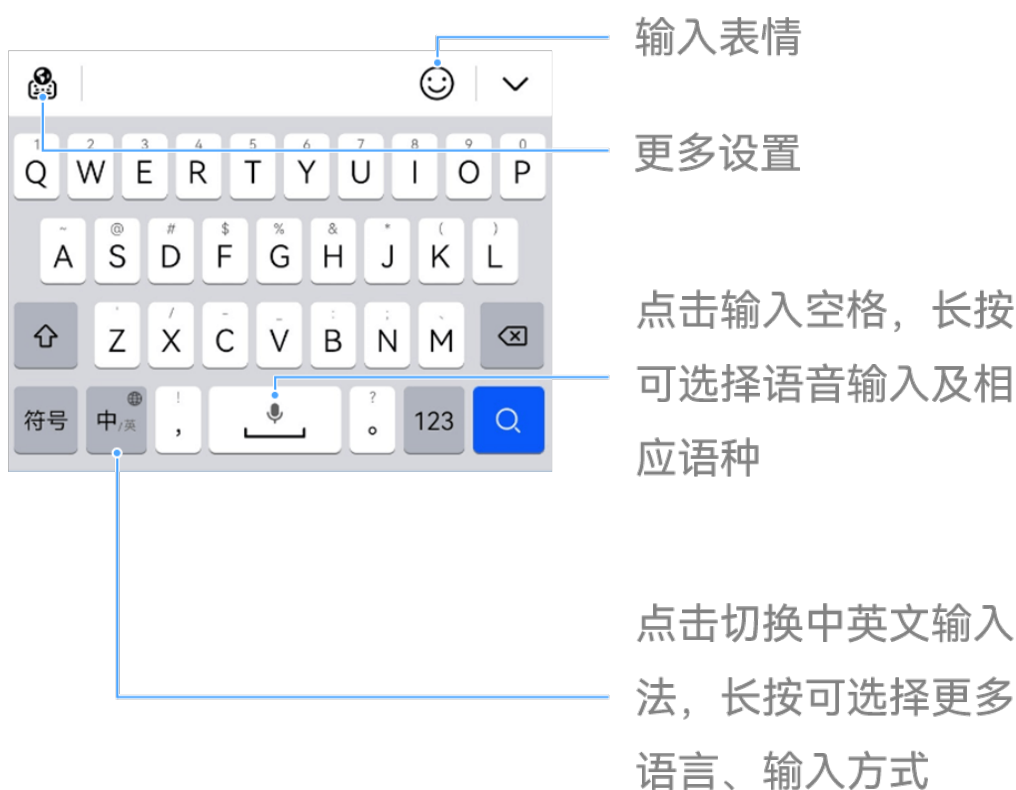 输入表情
更多设置
1 2 3 4 5 6 7 8 9 0
Q W E R T Y U I O P
~ @ # $ % & * ( )
A S D F G H J K L
点击输入空格，长按
可选择语音输入及相
应语种
' / - _ : ; 、
Z X C V B N M
! ?
符号 中/英 , 。 123
点击切换中英文输入
法，长按可选择更多
语言、输入方式